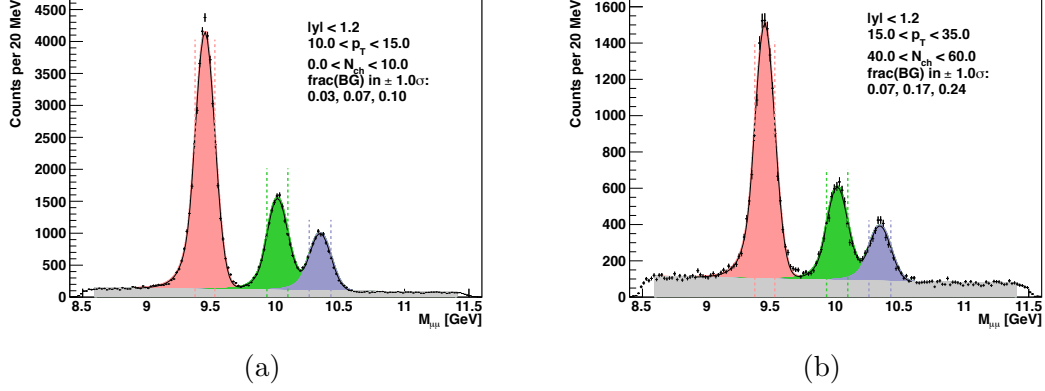 Counts per 20 MeV
4500
4000
3500
3000
2500
2000
1500
1000
500
0
|y| < 1.2
10.0 < p_T < 15.0
0.0 < N_ch < 10.0
frac(BG) in ± 1.0σ:
0.03, 0.07, 0.10
8.5 9 9.5 10 10.5 11 11.5
M_μμ [GeV]
(a)
Counts per 20 MeV
1600
1400
1200
1000
800
600
400
200
0
|y| < 1.2
15.0 < p_T < 35.0
40.0 < N_ch < 60.0
frac(BG) in ± 1.0σ:
0.07, 0.17, 0.24
8.5 9 9.5 10 10.5 11 11.5
M_μμ [GeV]
(b)